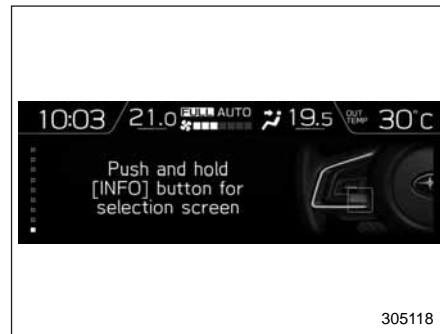 10:03 21.0 FULL AUTO 19.5 OUT TEMP 30°C
Push and hold
[INFO] button for
selection screen
305118